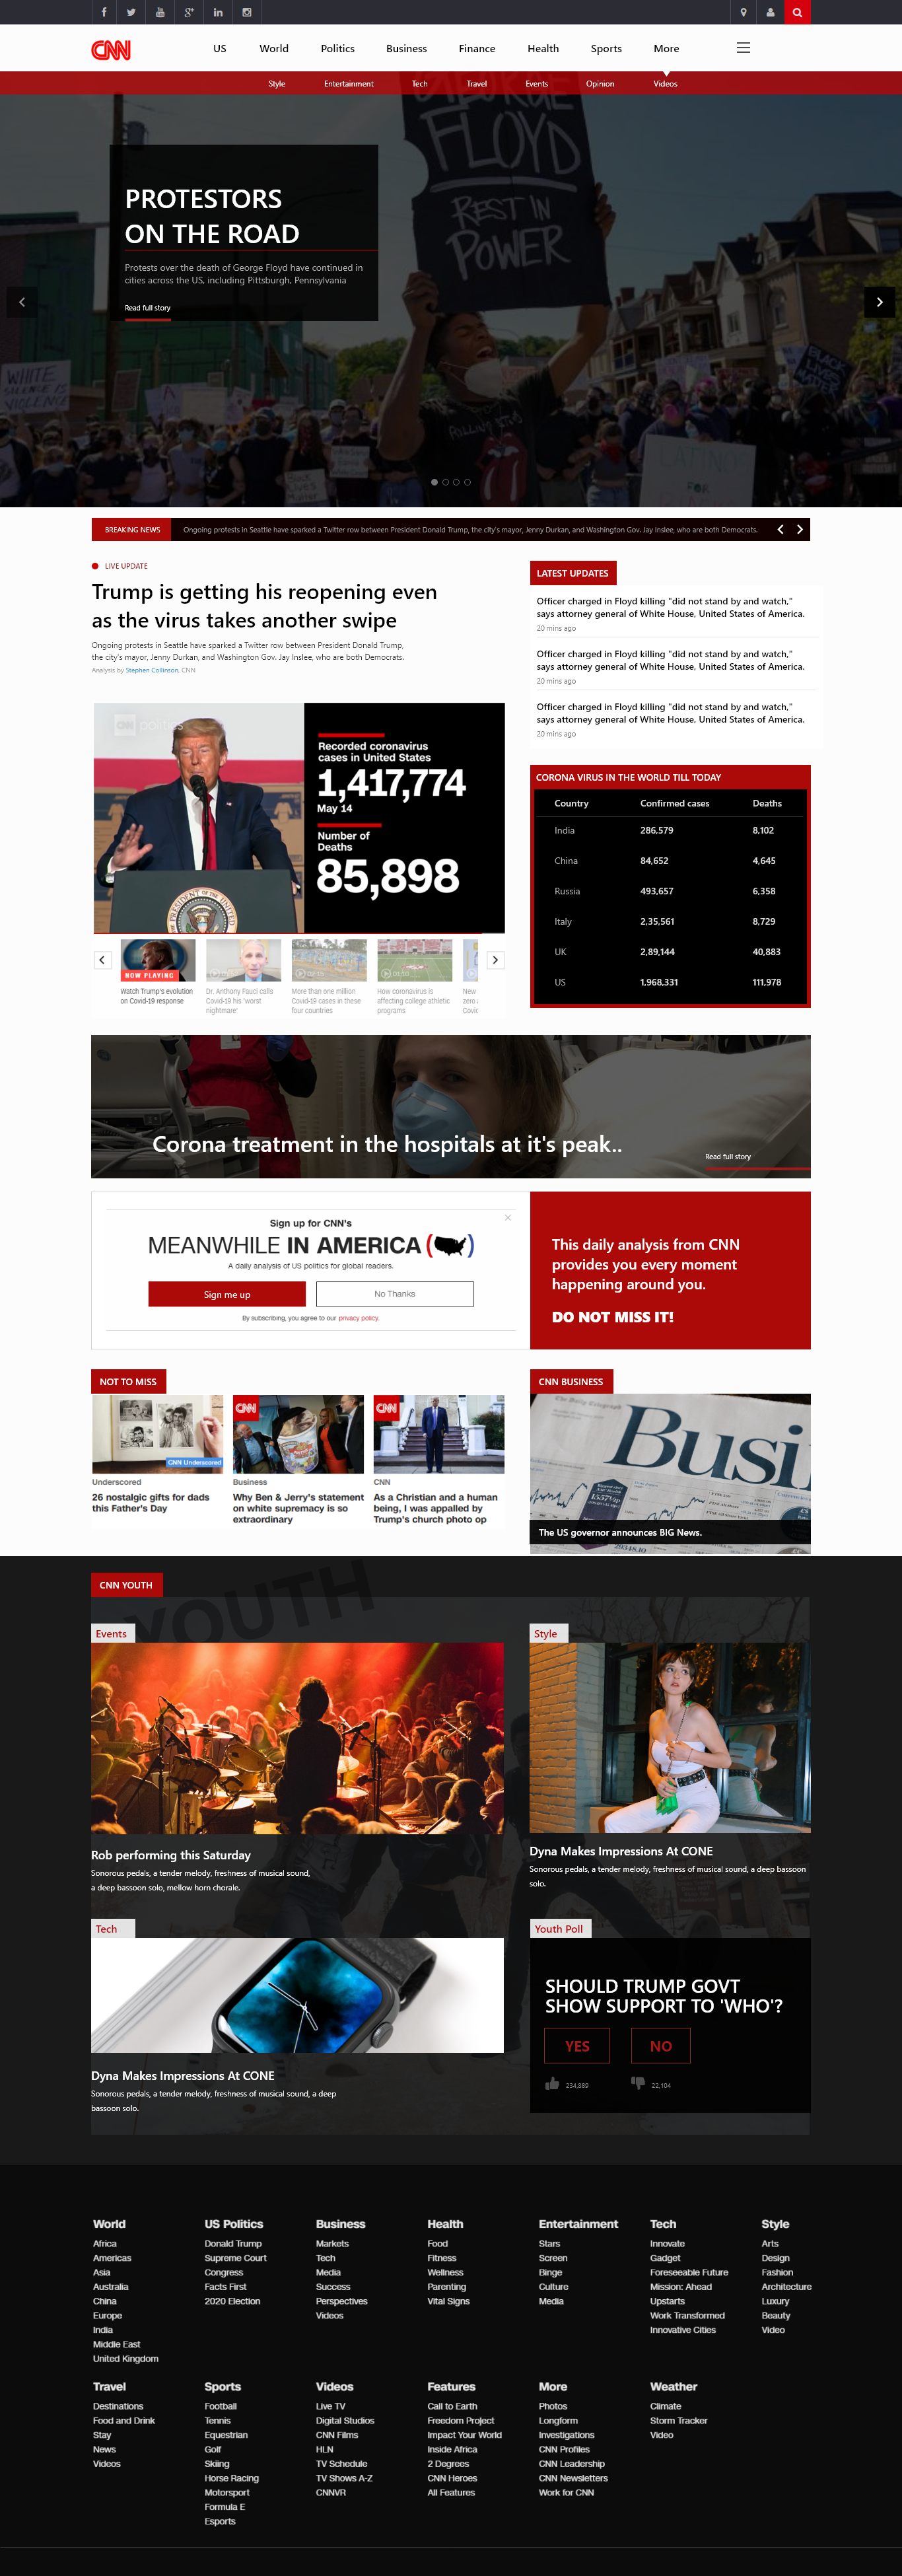 CNN
US World Politics Business Finance Health Sports More
Style Entertainment Tech Travel Events Opinion Videos
FLOYD
REST IN
POWER
WHITE
SILENCE
BLACK
LIVES
PROTESTORS
ON THE ROAD
Protests over the death of George Floyd have continued in
cities across the US, including Pittsburgh, Pennsylvania
Read full story
BREAKING NEWS
Ongoing protests in Seattle have sparked a Twitter row between President Donald Trump, the city's mayor, Jenny Durkan, and Washington Gov. Jay Inslee, who are both Democrats.
LIVE UPDATE
Trump is getting his reopening even
as the virus takes another swipe
Ongoing protests in Seattle have sparked a Twitter row between President Donald Trump,
the city's mayor, Jenny Durkan, and Washington Gov. Jay Inslee, who are both Democrats.
Analysis by Stephen Collinson, CNN
CNN politics
Recorded coronavirus
cases in United States
1,417,774
May 14
Number of
Deaths
85,898
NOW PLAYING
Watch Trump's evolution
on Covid-19 response
Dr. Anthony Fauci calls
Covid-19 his 'worst
nightmare'
More than one million
Covid-19 cases in these
four countries
How coronavirus is
affecting college athletic
programs
New
zero
Covid
LATEST UPDATES
Officer charged in Floyd killing "did not stand by and watch,"
says attorney general of White House, United States of America.
20 mins ago
Officer charged in Floyd killing "did not stand by and watch,"
says attorney general of White House, United States of America.
20 mins ago
Officer charged in Floyd killing "did not stand by and watch,"
says attorney general of White House, United States of America.
20 mins ago
CORONA VIRUS IN THE WORLD TILL TODAY
Country Confirmed cases Deaths
India 286,579 8,102
China 84,652 4,645
Russia 493,657 6,358
Italy 2,35,561 8,729
UK 2,89,144 40,883
US 1,968,331 111,978
Corona treatment in the hospitals at it's peak..
Read full story
Sign up for CNN's
MEANWHILE IN AMERICA
A daily analysis of US politics for global readers.
Sign me up
No Thanks
By subscribing, you agree to our privacy policy.
This daily analysis from CNN
provides you every moment
happening around you.
DO NOT MISS IT!
NOT TO MISS
CNN Underscored
Underscored
26 nostalgic gifts for dads
this Father's Day
CNN
Business
Why Ben & Jerry's statement
on white supremacy is so
extraordinary
CNN
CNN
As a Christian and a human
being, I was appalled by
Trump's church photo op
CNN BUSINESS
Busi
The US governor announces BIG News.
CNN YOUTH
YOUTH
Events
Rob performing this Saturday
Sonorous pedals, a tender melody, freshness of musical sound,
a deep bassoon solo, mellow horn chorale.
Style
Dyna Makes Impressions At CONE
Sonorous pedals, a tender melody, freshness of musical sound, a deep bassoon
solo.
Tech
Dyna Makes Impressions At CONE
Sonorous pedals, a tender melody, freshness of musical sound, a deep
bassoon solo.
Youth Poll
SHOULD TRUMP GOVT
SHOW SUPPORT TO 'WHO'?
YES NO
234,889 22,104
World
Africa
Americas
Asia
Australia
China
Europe
India
Middle East
United Kingdom
US Politics
Donald Trump
Supreme Court
Congress
Facts First
2020 Election
Business
Markets
Tech
Media
Success
Perspectives
Videos
Health
Food
Fitness
Wellness
Parenting
Vital Signs
Entertainment
Stars
Screen
Binge
Culture
Media
Tech
Innovate
Gadget
Foreseeable Future
Mission: Ahead
Upstarts
Work Transformed
Innovative Cities
Style
Arts
Design
Fashion
Architecture
Luxury
Beauty
Video
Travel
Destinations
Food and Drink
Stay
News
Videos
Sports
Football
Tennis
Equestrian
Golf
Skiing
Horse Racing
Motorsport
Formula E
Esports
Videos
Live TV
Digital Studios
CNN Films
HLN
TV Schedule
TV Shows A-Z
CNNVR
Features
Call to Earth
Freedom Project
Impact Your World
Inside Africa
2 Degrees
CNN Heroes
All Features
More
Photos
Longform
Investigations
CNN Profiles
CNN Leadership
CNN Newsletters
Work for CNN
Weather
Climate
Storm Tracker
Video